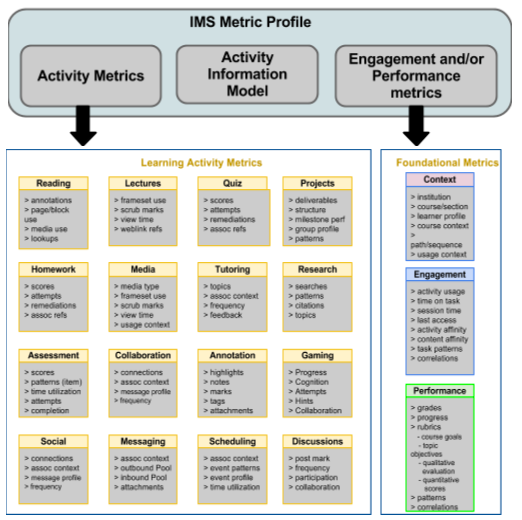 IMS Metric Profile
Activity Metrics
Activity
Information
Model
Engagement and/or
Performance
metrics
Learning Activity Metrics
Reading
> annotations
> page/block
use
> media use
> lookups
Lectures
> frameset use
> scrub marks
> view time
> weblink refs
Quiz
> scores
> attempts
> remediations
> assoc refs
Projects
> deliverables
> structure
> milestone perf
> group profile
> patterns
Homework
> scores
> attempts
> remediations
> assoc refs
Media
> media type
> frameset use
> scrub marks
> view time
> usage context
Tutoring
> topics
> assoc context
> frequency
> feedback
Research
> searches
> patterns
> citations
> topics
Assessment
> scores
> patterns (item)
> time utilization
> attempts
> completion
Collaboration
> connections
> assoc context
> message profile
> frequency
Annotation
> highlights
> notes
> marks
> tags
> attachments
Gaming
> Progress
> Cognition
> Attempts
> Hints
> Collaboration
Social
> connections
> assoc context
> message profile
> frequency
Messaging
> assoc context
> outbound Pool
> inbound Pool
> attachments
Scheduling
> assoc context
> event patterns
> event profile
> time utilization
Discussions
> post mark
> frequency
> participation
> collaboration
Foundational Metrics
Context
> institution
> course/section
> learner profile
> course context
>
path/sequence
> usage context
Engagement
> activity usage
> time on task
> session time
> last access
> activity affinity
> content affinity
> task patterns
> correlations
Performance
> grades
> progress
> rubrics
- course goals
- topic
objectives
- qualitative
evaluation
- quantitative
scores
> patterns
> correlations